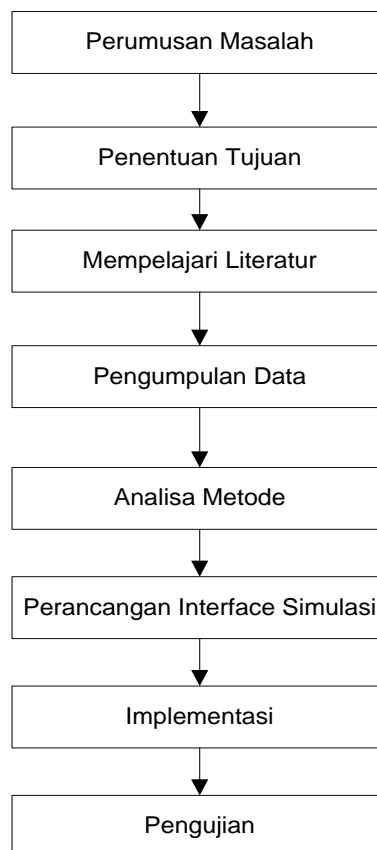 Perumusan Masalah
Penentuan Tujuan
Mempelajari Literatur
Pengumpulan Data
Analisa Metode
Perancangan Interface Simulasi
Implementasi
Pengujian